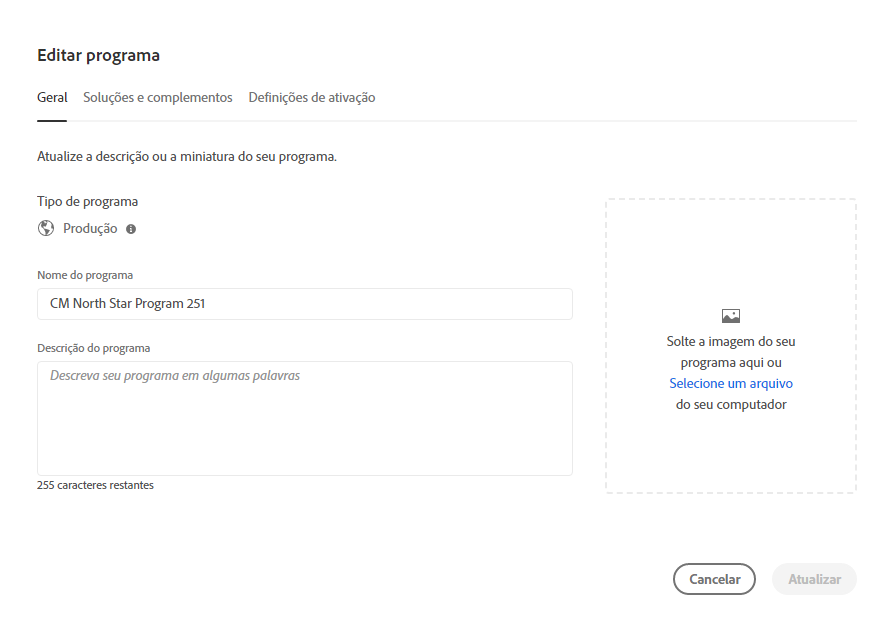 Editar programa
Geral Soluções e complementos Definições de ativação
Atualize a descrição ou a miniatura do seu programa.
Tipo de programa
Produção
Nome do programa
CM North Star Program 251
Descrição do programa
Descreva seu programa em algumas palavras
255 caracteres restantes
Solte a imagem do seu
programa aqui ou
Selecione um arquivo
do seu computador
Cancelar Atualizar